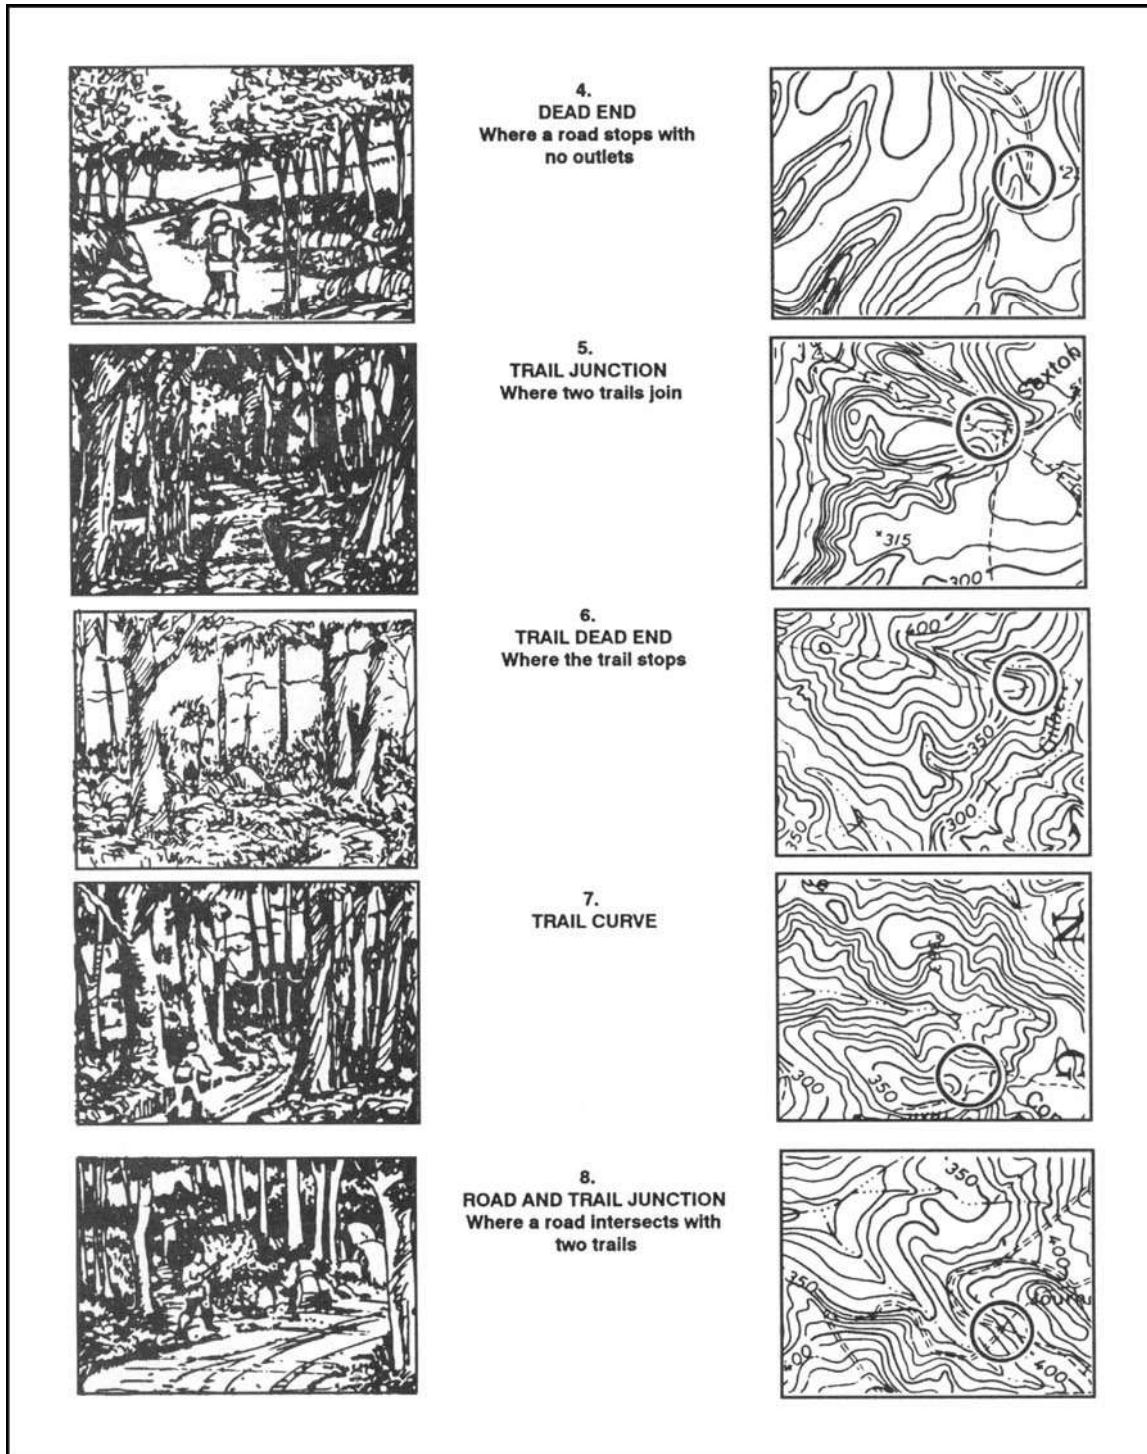 4.
DEAD END
Where a road stops with
no outlets
5.
TRAIL JUNCTION
Where two trails join
315
300
6.
TRAIL DEAD END
Where the trail stops
400
350
300
350
7.
TRAIL CURVE
N
300
350
G
8.
ROAD AND TRAIL JUNCTION
Where a road intersects with
two trails
350
400
350
400
400